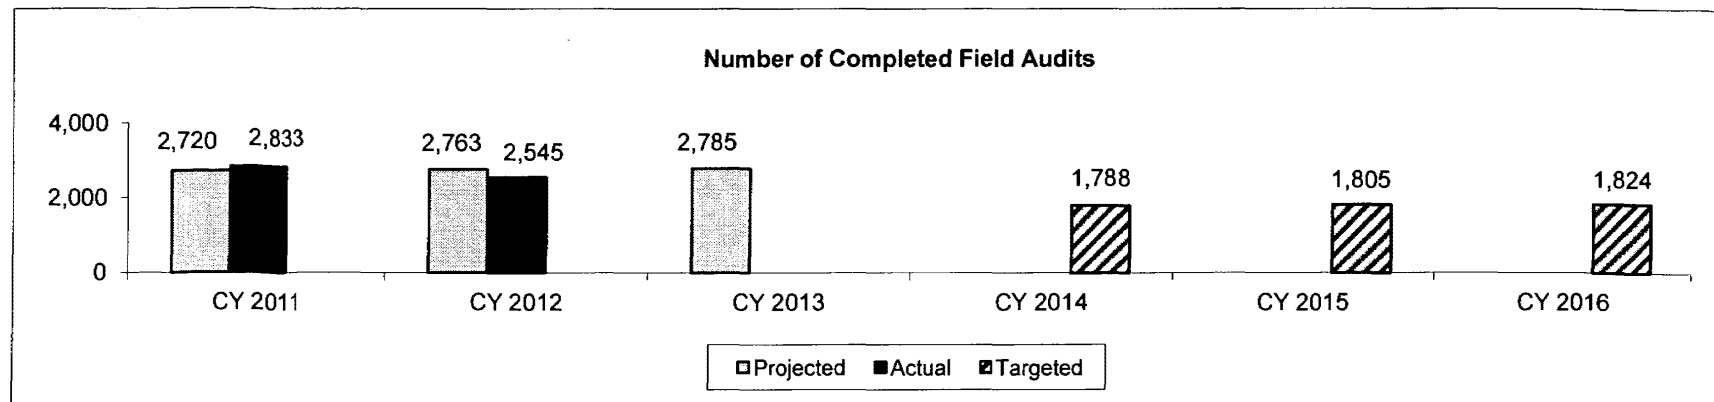 Number of Completed Field Audits
4,000
2,720 2,833 2,763 2,545 2,785
1,788 1,805 1,824
2,000
0
CY 2011 CY 2012 CY 2013 CY 2014 CY 2015 CY 2016
Projected Actual Targeted